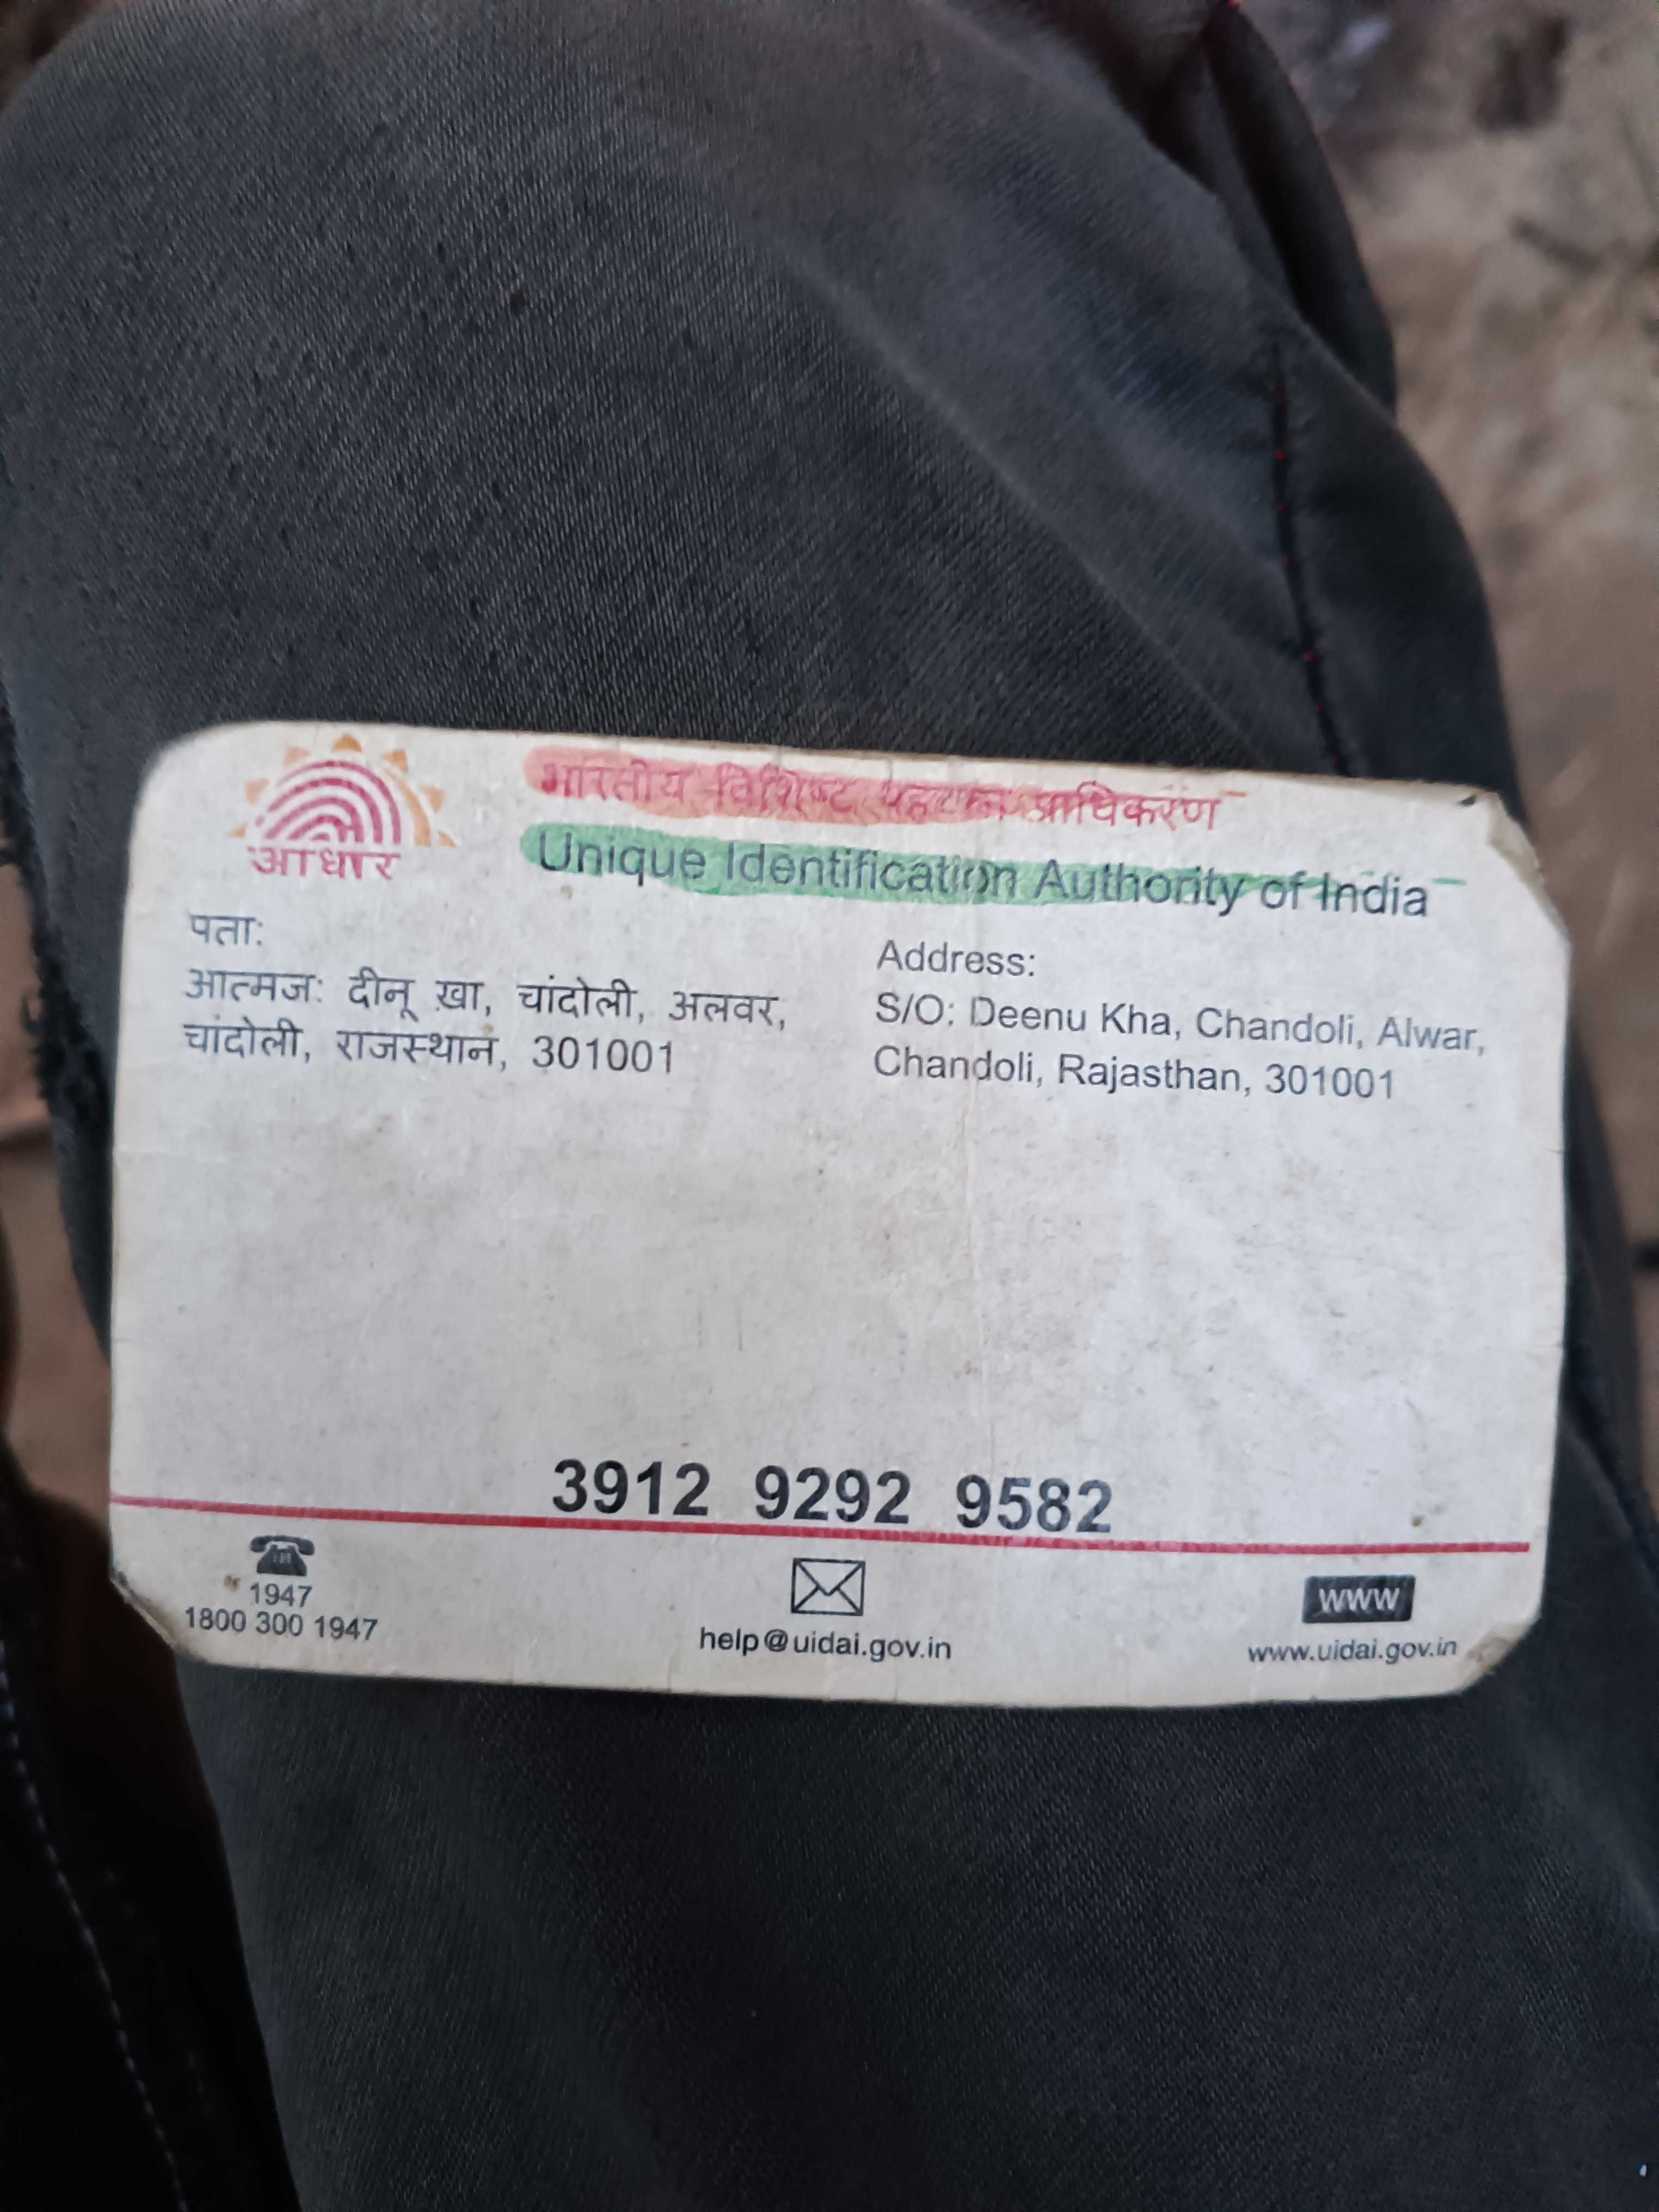 आधार
भारतीय विशिष्ट पहचान प्राधिकरण
Unique Identification Authority of India
पता:
आत्मज: दीनू ख़ा, चांदोली, अलवर,
चांदोली, राजस्थान, 301001
Address:
S/O: Deenu Kha, Chandoli, Alwar,
Chandoli, Rajasthan, 301001
3912 9292 9582
1947
1800 300 1947
help@uidai.gov.in
www
www.uidai.gov.in